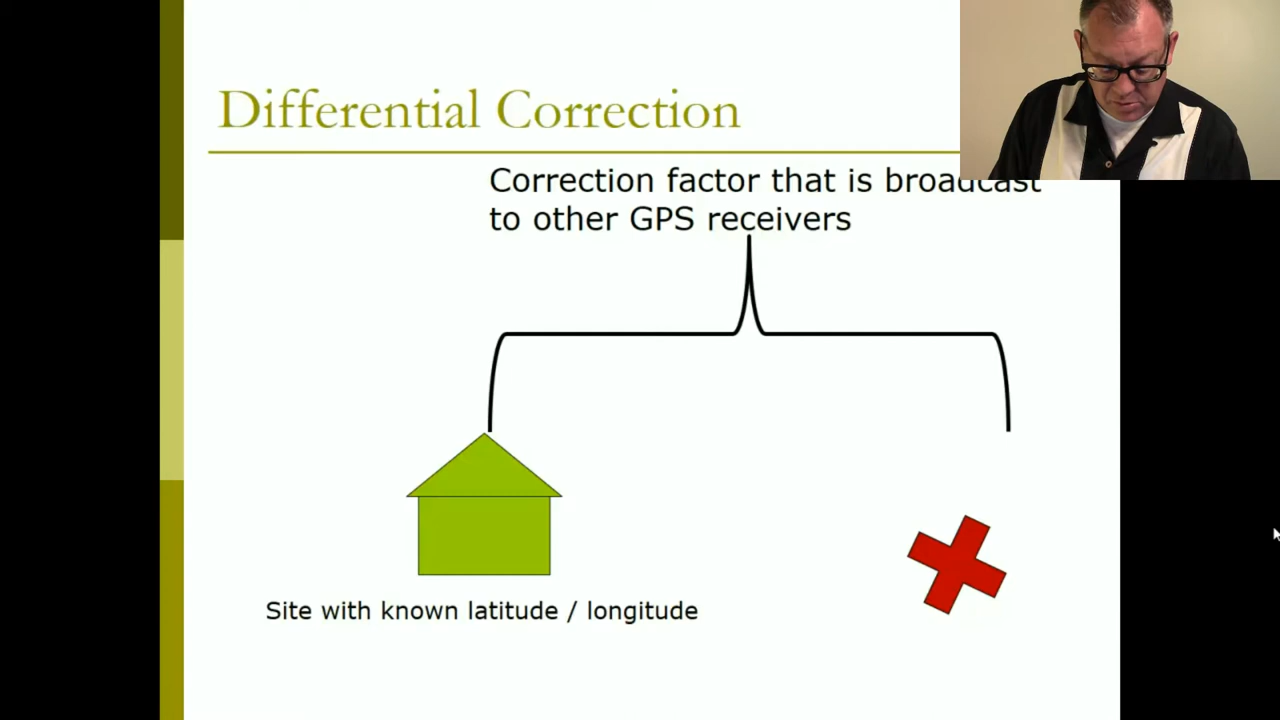 Differential Correction
Correction factor that is broadcast
to other GPS receivers
Site with known latitude / longitude